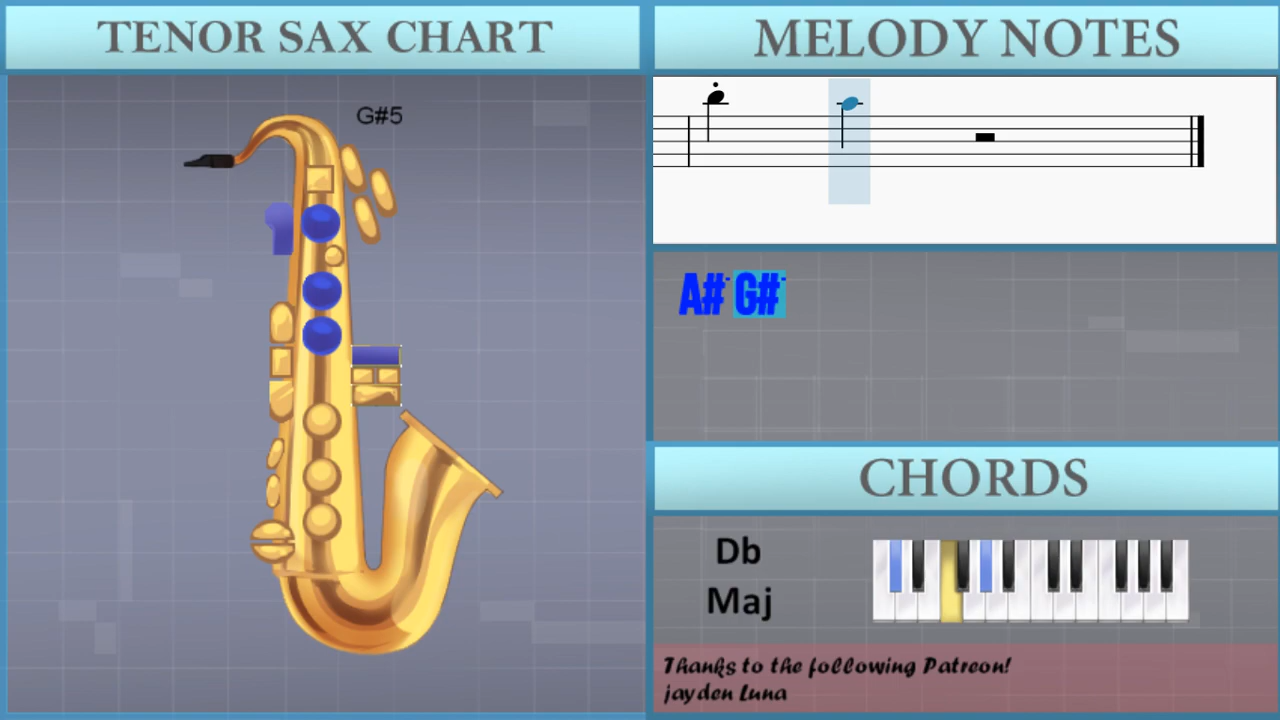 TENOR SAX CHART
G#5
MELODY NOTES
A#' G#'
CHORDS
Db
Maj
Thanks to the following Patreon!
jayden Luna